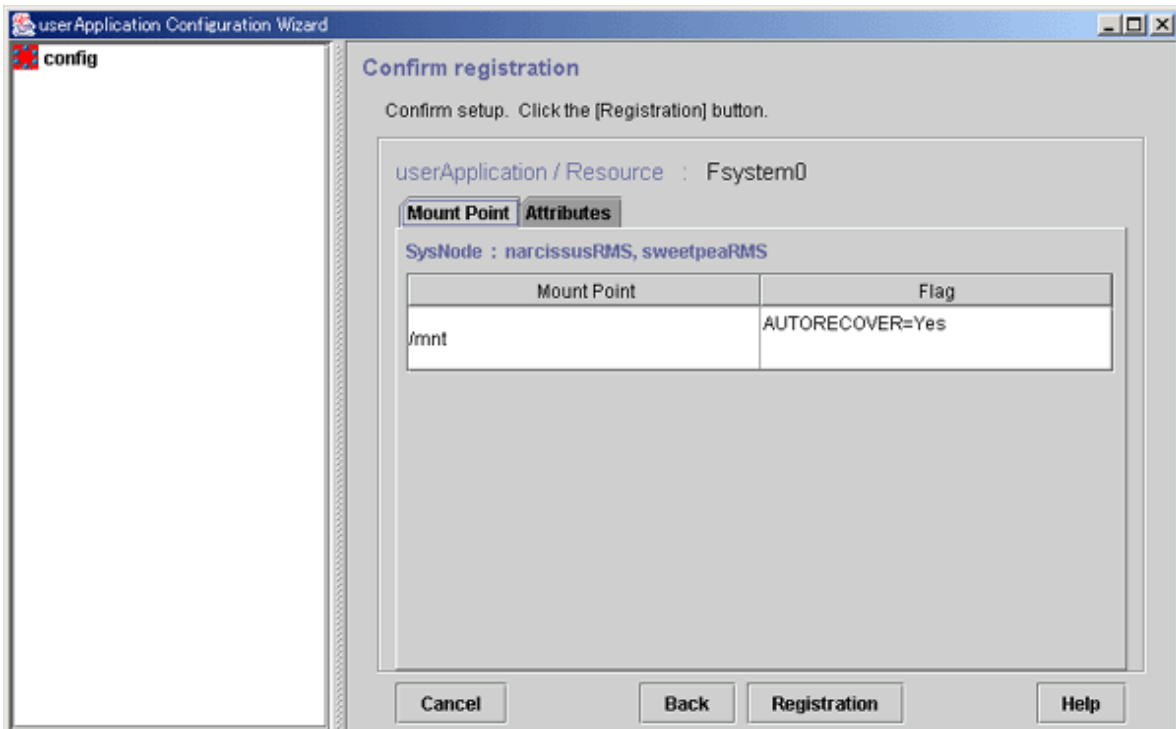 userApplication Configuration Wizard
config
Confirm registration
Confirm setup. Click the [Registration] button.
userApplication / Resource : Fsystem0
Mount Point Attributes
SysNode : narcissusRMS, sweetpeaRMS
Mount Point Flag
/mnt AUTORECOVER=Yes
Cancel Back Registration Help